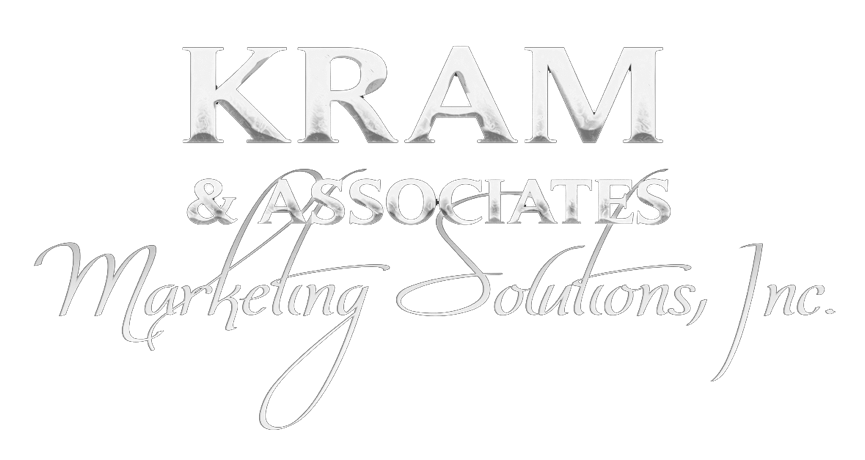 KRAM
& ASSOCIATES
Marketing Solutions, Inc.